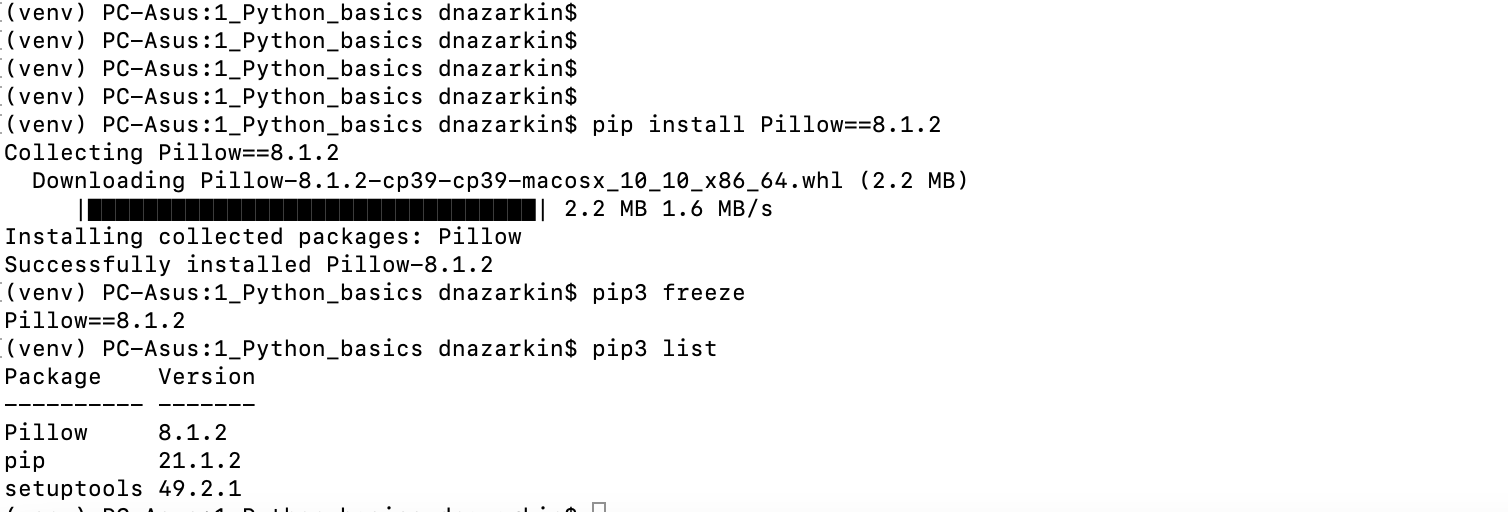 (venv) PC-Asus:1_Python_basics dnazarkin$
(venv) PC-Asus:1_Python_basics dnazarkin$
(venv) PC-Asus:1_Python_basics dnazarkin$
(venv) PC-Asus:1_Python_basics dnazarkin$
(venv) PC-Asus:1_Python_basics dnazarkin$ pip install Pillow==8.1.2
Collecting Pillow==8.1.2
  Downloading Pillow-8.1.2-cp39-cp39-macosx_10_10_x86_64.whl (2.2 MB)
     |████████████████████████████████| 2.2 MB 1.6 MB/s
Installing collected packages: Pillow
Successfully installed Pillow-8.1.2
(venv) PC-Asus:1_Python_basics dnazarkin$ pip3 freeze
Pillow==8.1.2
(venv) PC-Asus:1_Python_basics dnazarkin$ pip3 list
Package    Version
---------- -------
Pillow     8.1.2
pip        21.1.2
setuptools 49.2.1
(venv) PC-Asus:1_Python_basics dnazarkin$